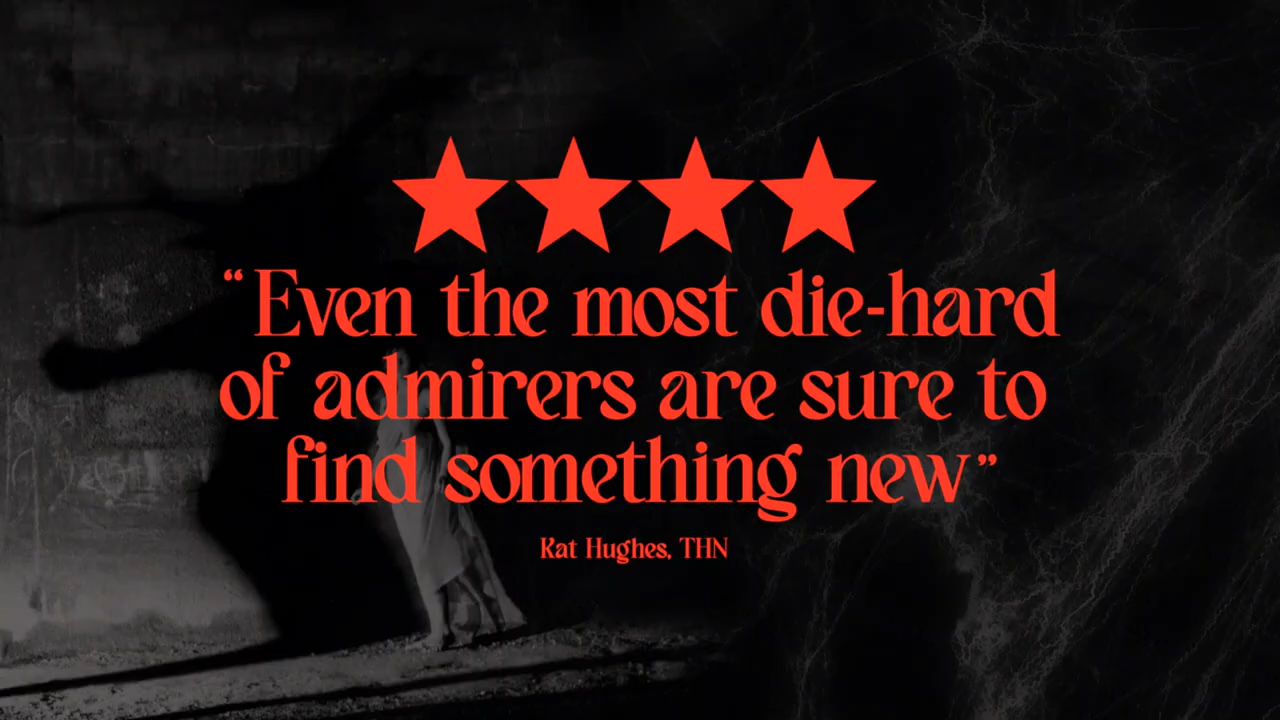 “Even the most die-hard
of admirers are sure to
find something new”
Kat Hughes, THN